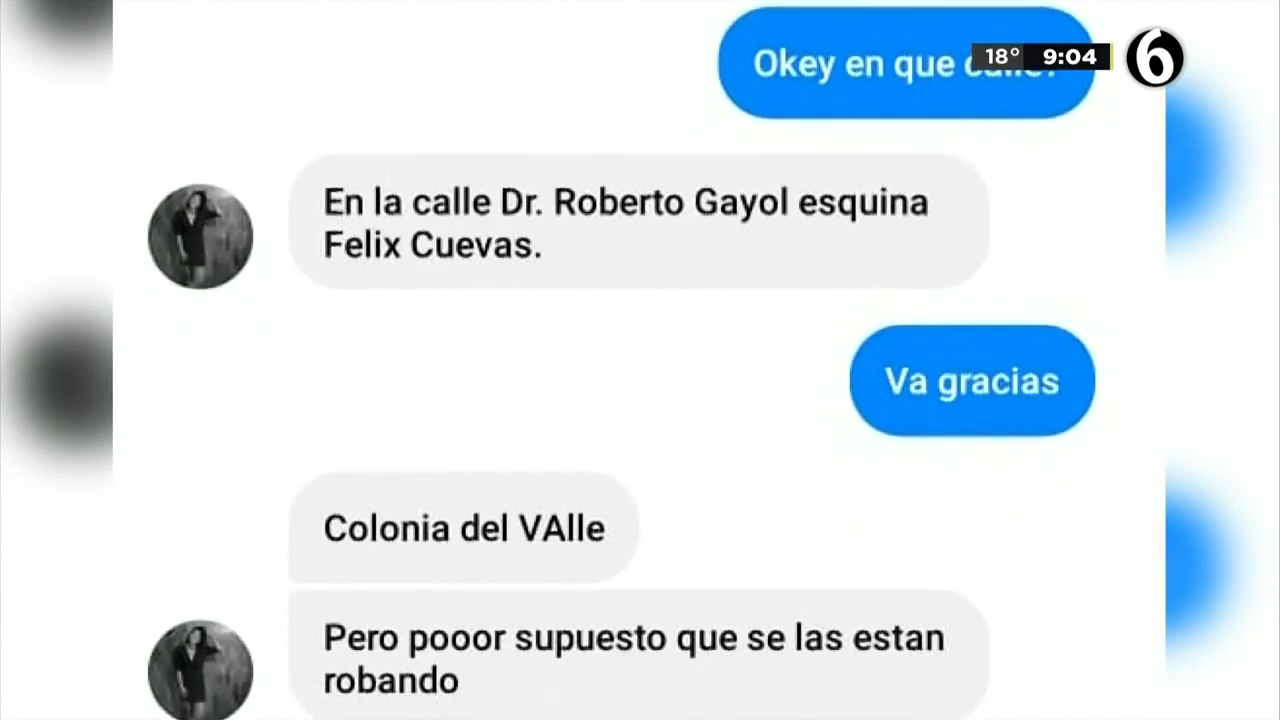 Okey en que
18° 9:04
6
En la calle Dr. Roberto Gayol esquina
Felix Cuevas.
Va gracias
Colonia del VAlle
Pero pooor supuesto que se las estan
robando